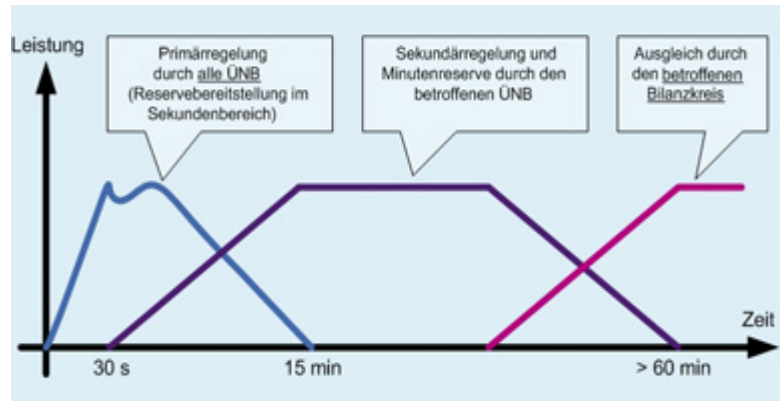 Leistung
Primärregelung
durch alle ÜNB
(Reservebereitstellung im
Sekundenbereich)
Sekundärregelung und
Minutenreserve durch den
betroffenen ÜNB
Ausgleich durch
den betroffenen
Bilanzkreis
Zeit
30 s
15 min
> 60 min